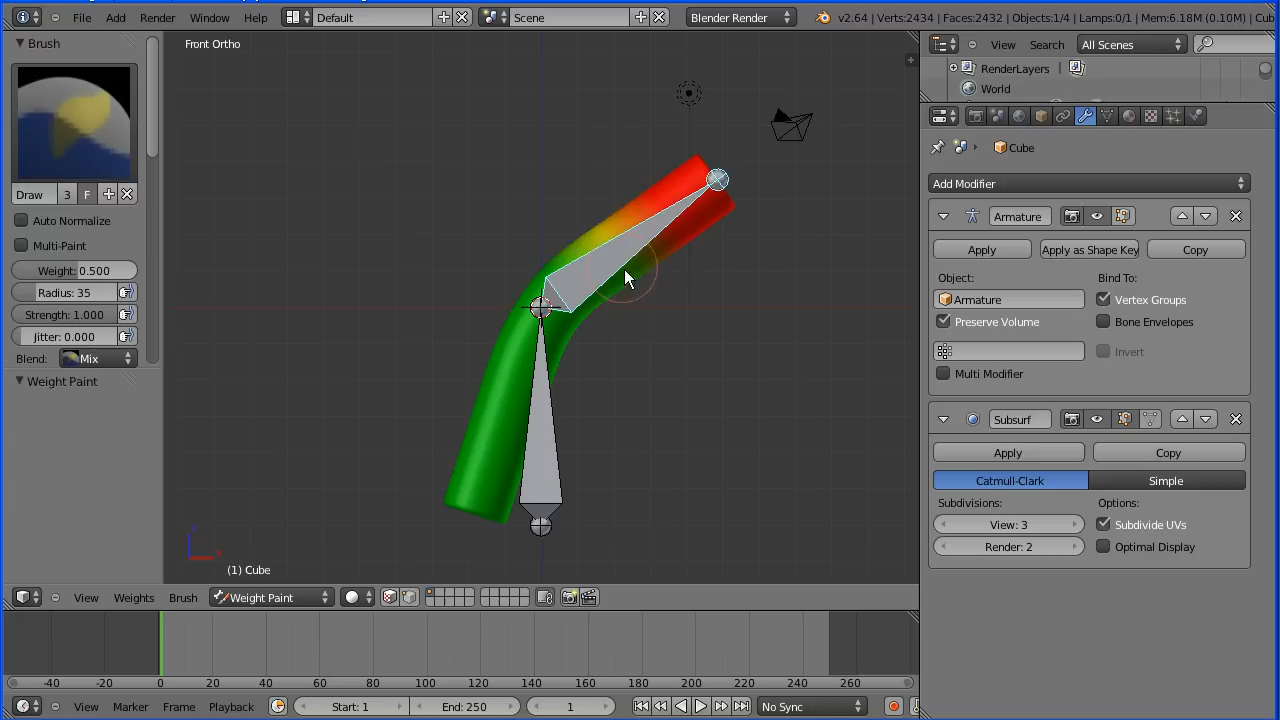 File Add Render Window Help Default Scene Blender Render v2.64 | Verts:2434 | Faces:2432 | Objects:1/4 | Lamps:0/1 | Mem:6.18M (0.10M) | Cub
Brush
Draw 3 F
Auto Normalize
Multi-Paint
Weight: 0.500
Radius: 35
Strength: 1.000
Jitter: 0.000
Blend: Mix
Weight Paint
Front Ortho
(1) Cube
View Weights Brush Weight Paint
-40 -20 0 20 40 60 80 100 120 140 160 180 200 220 240 260
View Marker Frame Playback Start: 1 End: 250 1 No Sync
View Search All Scenes
RenderLayers
World
Cube
Add Modifier
Armature
Apply Apply as Shape Key Copy
Object: Bind To:
Armature Vertex Groups
Preserve Volume Bone Envelopes
Invert
Multi Modifier
Subsurf
Apply Copy
Catmull-Clark Simple
Subdivisions: Options:
View: 3 Subdivide UVs
Render: 2 Optimal Display